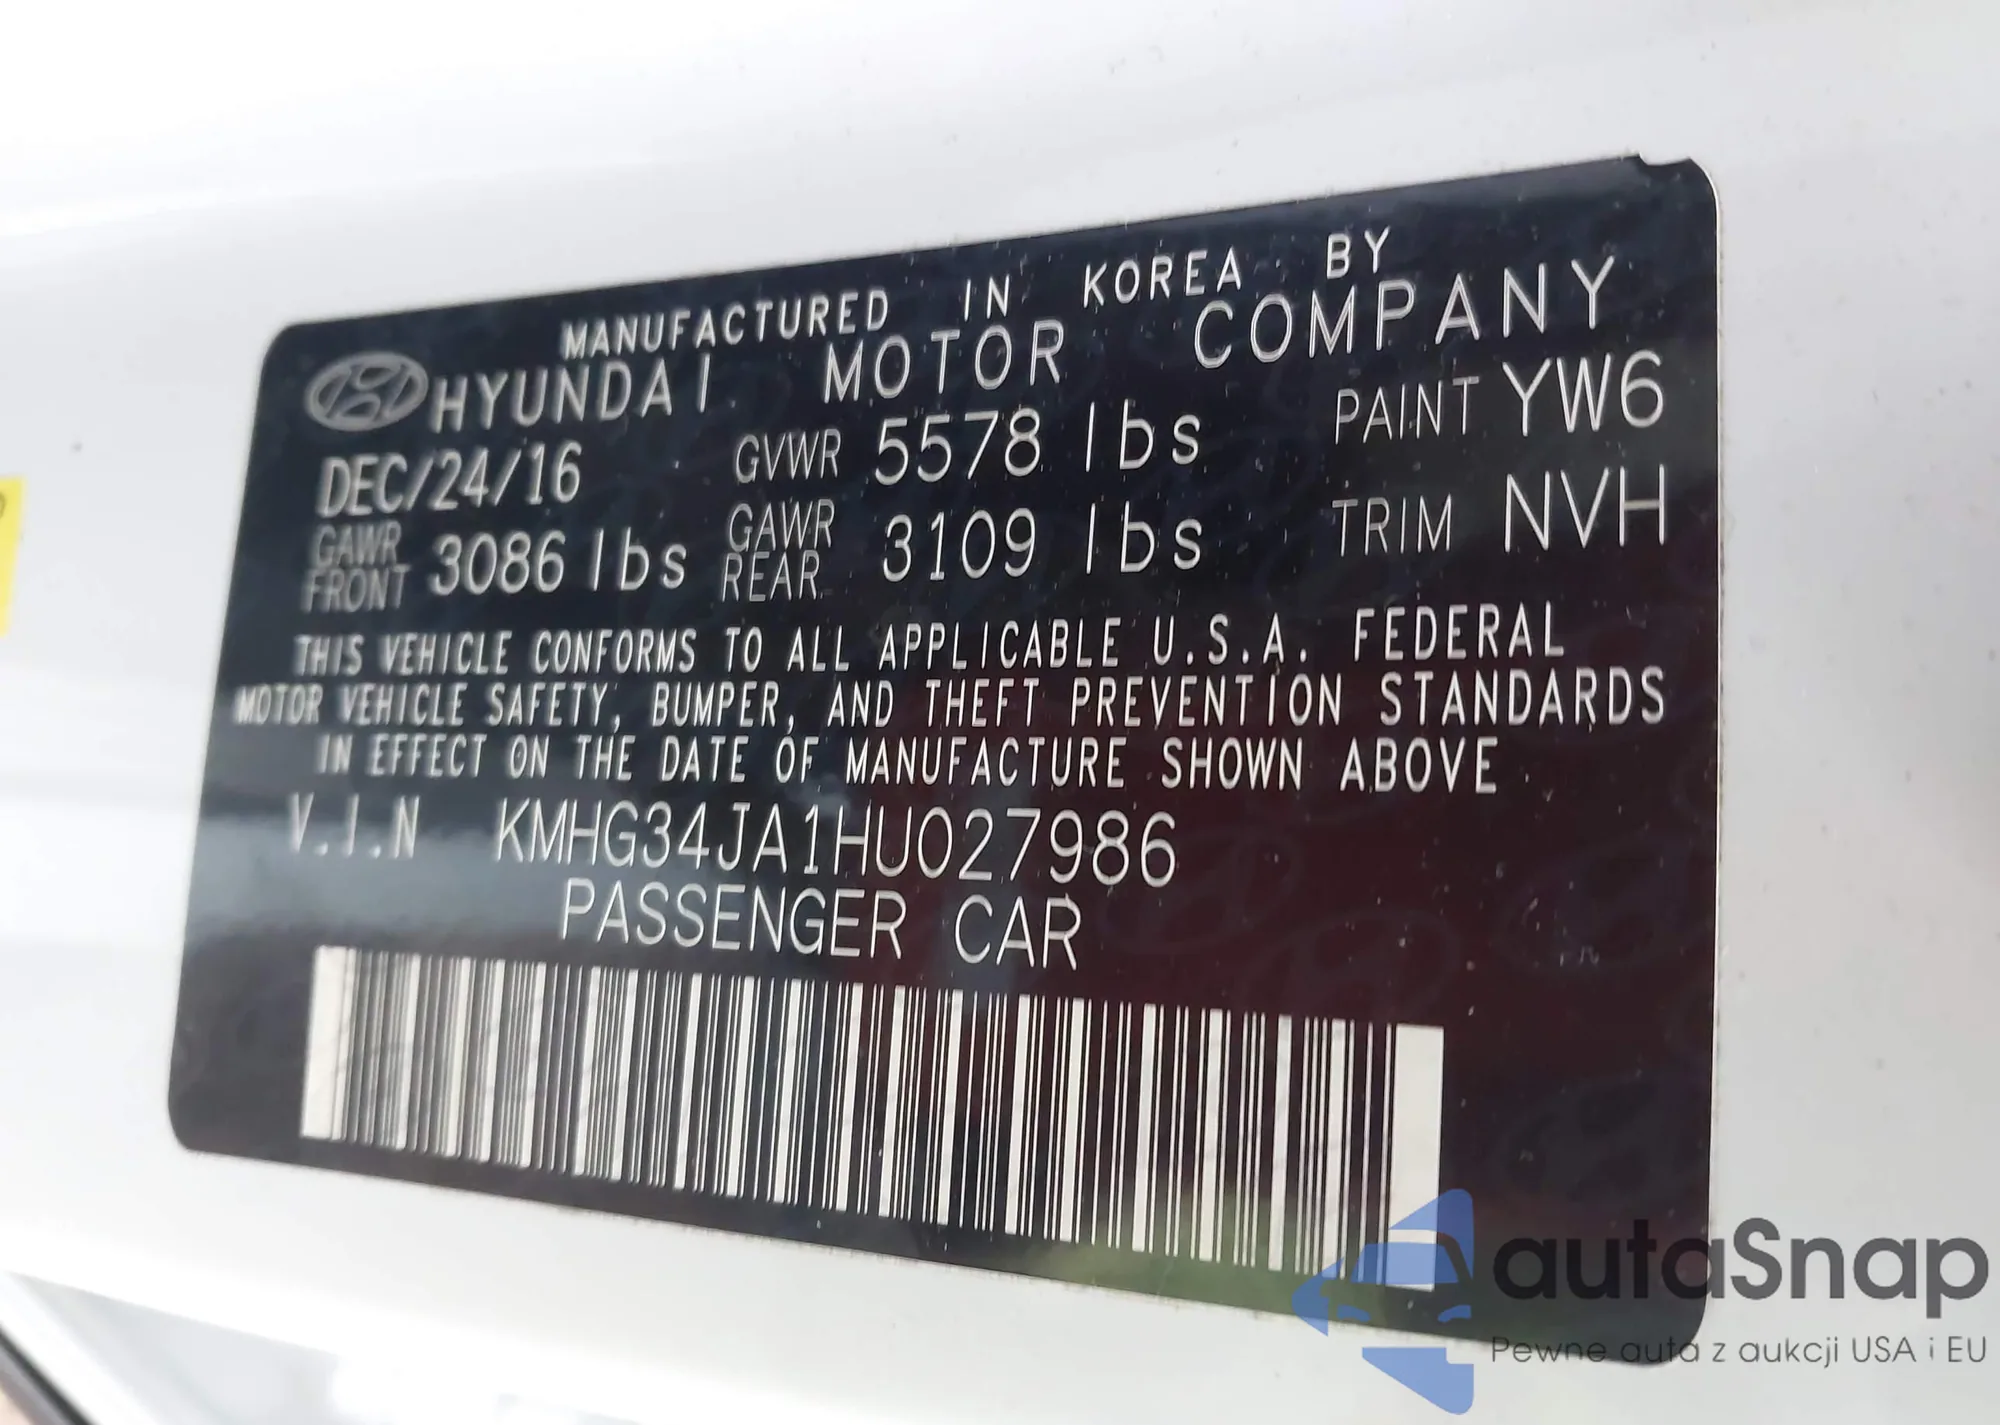 MANUFACTURED IN KOREA BY
HYUNDAI MOTOR COMPANY
DEC/24/16 GVWR 5578 lbs PAINT YW6
GAWR FRONT 3086 lbs GAWR REAR 3109 lbs TRIM NVH
THIS VEHICLE CONFORMS TO ALL APPLICABLE U.S.A. FEDERAL
MOTOR VEHICLE SAFETY, BUMPER, AND THEFT PREVENTION STANDARDS
IN EFFECT ON THE DATE OF MANUFACTURE SHOWN ABOVE
V.I.N KMHG34JA1HU027986
PASSENGER CAR
autaSnap
Pewne auta z aukcji USA i EU